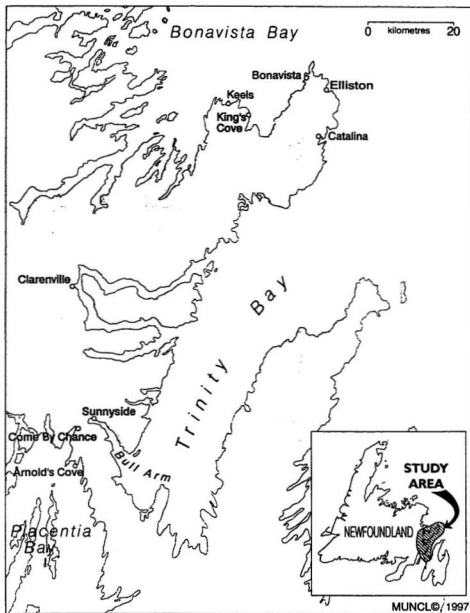 Bonavista Bay
0 kilometres 20
Bonavista
Elliston
Keels
King's
Cove
Catalina
Clarenville
Trinity Bay
Sunnyside
Come By Chance
Bull Arm
Arnold's Cove
Placentia
Bay
STUDY
AREA
NEWFOUNDLAND
MUNCL©/1997